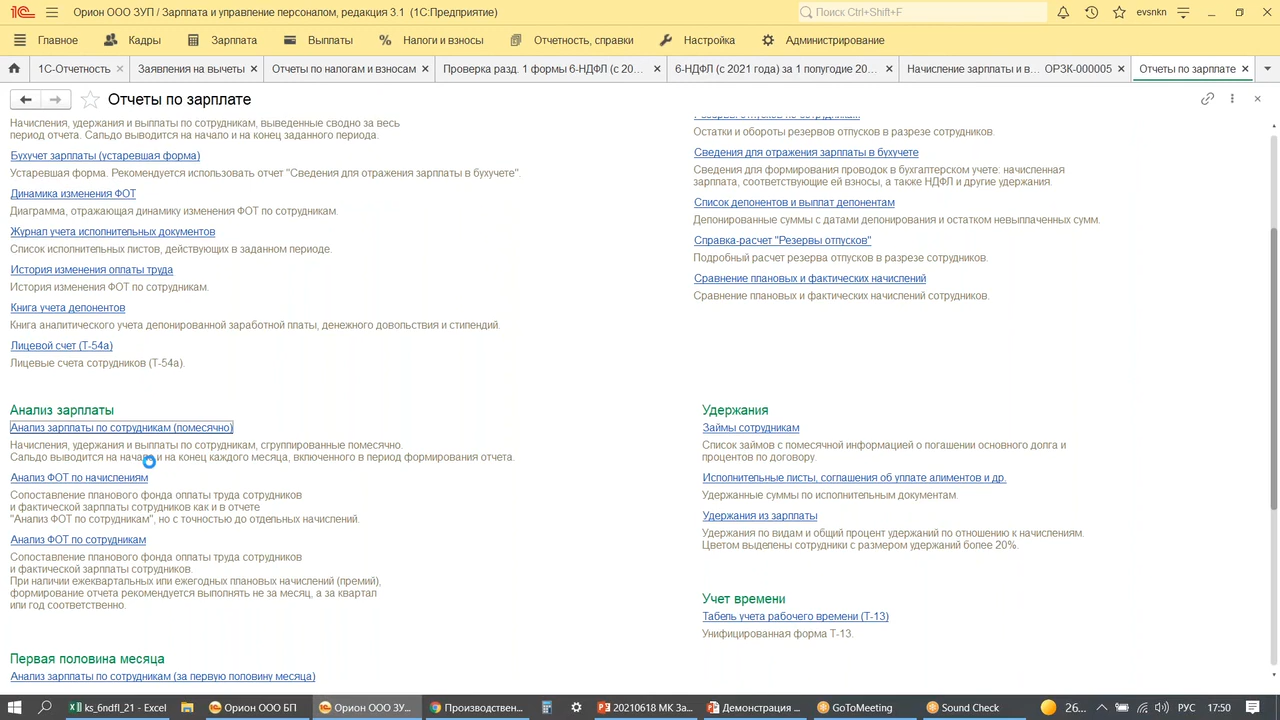 Орион ООО ЗУП / Зарплата и управление персоналом, редакция 3.1 (1С:Предприятие)
Поиск Ctrl+Shift+F
evsnkn
Главное
Кадры
Зарплата
Выплаты
Налоги и взносы
Отчетность, справки
Настройка
Администрирование
1С-Отчетность
Заявления на вычеты
Отчеты по налогам и взносам
Проверка разд. 1 формы 6-НДФЛ (с 20...
6-НДФЛ (с 2021 года) за 1 полугодие 20...
Начисление зарплаты и в... ОРЗК-000005
Отчеты по зарплате
Отчеты по зарплате
Начисления, удержания и выплаты по сотрудникам, выведенные сводно за весь
период отчета. Сальдо выводится на начало и на конец заданного периода.
Бухучет зарплаты (устаревшая форма)
Устаревшая форма. Рекомендуется использовать отчет "Сведения для отражения зарплаты в бухучете".
Динамика изменения ФОТ
Диаграмма, отражающая динамику изменения ФОТ по сотрудникам.
Журнал учета исполнительных документов
Список исполнительных листов, действующих в заданном периоде.
История изменения оплаты труда
История изменения ФОТ по сотрудникам.
Книга учета депонентов
Книга аналитического учета депонированной заработной платы, денежного довольствия и стипендий.
Лицевой счет (Т-54а)
Лицевые счета сотрудников (Т-54а).
Резервы отпусков по сотрудникам
Остатки и обороты резервов отпусков в разрезе сотрудников.
Сведения для отражения зарплаты в бухучете
Сведения для формирования проводок в бухгалтерском учете: начисленная
зарплата, соответствующие ей взносы, а также НДФЛ и другие удержания.
Список депонентов и выплат депонентам
Депонированные суммы с датами депонирования и остатком невыплаченных сумм.
Справка-расчет "Резервы отпусков"
Подробный расчет резерва отпусков в разрезе сотрудников.
Сравнение плановых и фактических начислений
Сравнение плановых и фактических начислений сотрудников.
Анализ зарплаты
Анализ зарплаты по сотрудникам (помесячно)
Начисления, удержания и выплаты по сотрудникам, сгруппированные помесячно.
Сальдо выводится на начало и на конец каждого месяца, включенного в период формирования отчета.
Анализ ФОТ по начислениям
Сопоставление планового фонда оплаты труда сотрудников
и фактической зарплаты сотрудников как и в отчете
"Анализ ФОТ по сотрудникам", но с точностью до отдельных начислений.
Анализ ФОТ по сотрудникам
Сопоставление планового фонда оплаты труда сотрудников
и фактической зарплаты сотрудников.
При наличии ежеквартальных или ежегодных плановых начислений (премий),
формирование отчета рекомендуется выполнять не за месяц, а за квартал
или год соответственно.
Первая половина месяца
Анализ зарплаты по сотрудникам (за первую половину месяца)
Удержания
Займы сотрудникам
Список займов с помесячной информацией о погашении основного долга и
процентов по договору.
Исполнительные листы, соглашения об уплате алиментов и др.
Удержанные суммы по исполнительным документам.
Удержания из зарплаты
Удержания по видам и общий процент удержаний по отношению к начислениям.
Цветом выделены сотрудники с размером удержаний более 20%.
Учет времени
Табель учета рабочего времени (Т-13)
Унифицированная форма Т-13.
ks_6ndfl_21 - Excel
Орион ООО БП
Орион ООО ЗУ...
Производствен...
20210618 МК За...
Демонстрация ...
GoToMeeting
Sound Check
26...
РУС
17:50